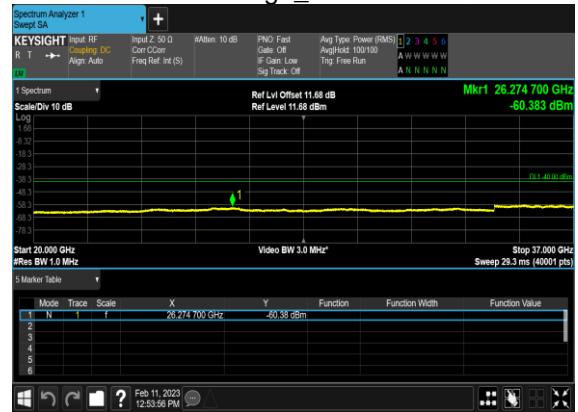 Spectrum Analyzer 1
Swept SA
KEYSIGHT Input: RF Input Z: 50 Ω #Atten: 10 dB PNO: Fast Avg Type: Power (RMS) 1 2 3 4 5 6
R T Coupling: DC Corr CCorr Gate: Off Avg|Hold: 100/100 A W W W W W
Align: Auto Freq Ref: Int (S) IF Gain: Low Trig: Free Run
Sig Track: Off A N N N N N
1 Spectrum Ref Lvl Offset 11.68 dB Mkr1 26.274 700 GHz
Scale/Div 10 dB Ref Level 11.68 dBm -60.383 dBm
Log
1.68
-8.32
-18.3
-28.3
-38.3 DL1 -40.00 dBm
-48.3
1
-58.3
-68.3
-78.3
Start 20.000 GHz Video BW 3.0 MHz* Stop 37.000 GHz
#Res BW 1.0 MHz Sweep 29.3 ms (40001 pts)
5 Marker Table
Mode Trace Scale X Y Function Function Width Function Value
1 N 1 f 26.274 700 GHz -60.38 dBm
2
3
4
5
6
? Feb 11, 2023
12:53:56 PM